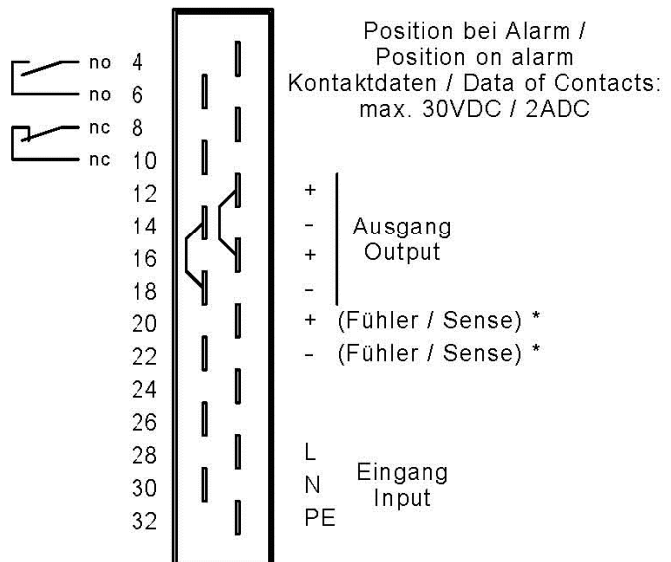 Position bei Alarm /
Position on alarm
Kontaktdaten / Data of Contacts:
max. 30VDC / 2ADC
no 4
no 6
nc 8
nc 10
12 +
14 -
16 +
18 -
Ausgang
Output
20 + (Fühler / Sense) *
22 - (Fühler / Sense) *
24
26
28 L
30 N
32 PE
Eingang
Input